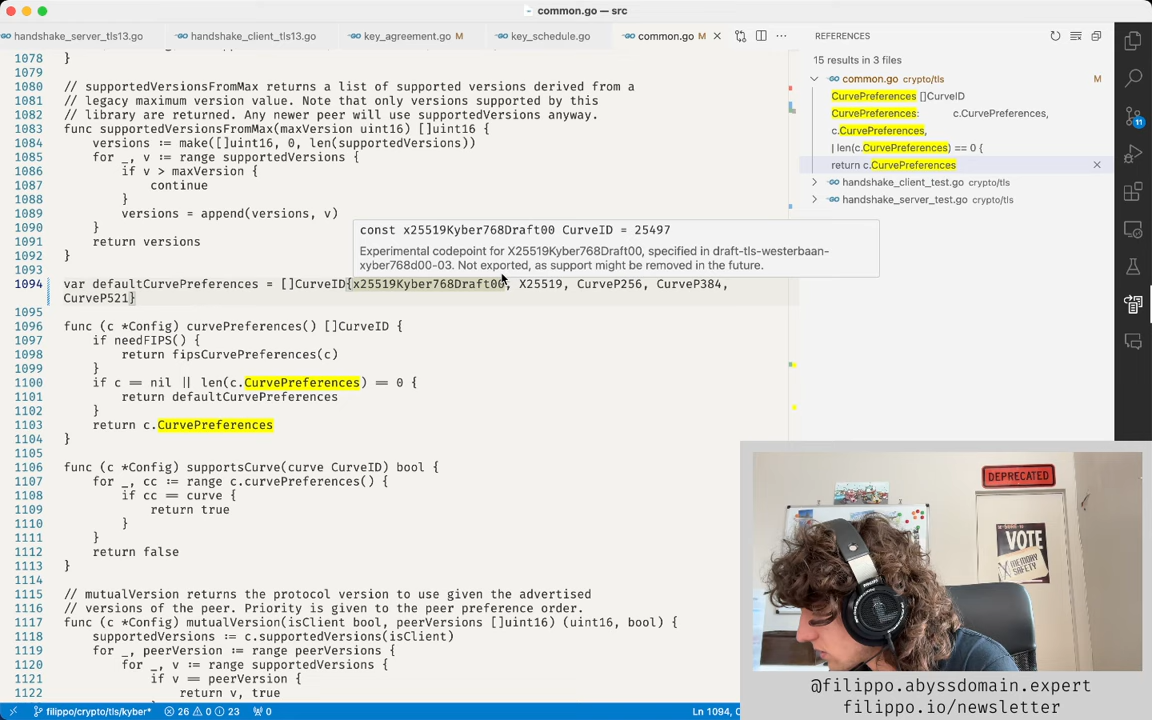 common.go — src
handshake_server_tls13.go
handshake_client_tls13.go
key_agreement.go M
key_schedule.go
common.go M
REFERENCES
15 results in 3 files
common.go crypto/tls M
CurvePreferences []CurveID
CurvePreferences: c.CurvePreferences,
c.CurvePreferences,
|| len(c.CurvePreferences) == 0 {
return c.CurvePreferences
handshake_client_test.go crypto/tls
handshake_server_test.go crypto/tls
11
1078 }
1079
1080 // supportedVersionsFromMax returns a list of supported versions derived from a
1081 // legacy maximum version value. Note that only versions supported by this
1082 // library are returned. Any newer peer will use supportedVersions anyway.
1083 func supportedVersionsFromMax(maxVersion uint16) []uint16 {
1084 versions := make([]uint16, 0, len(supportedVersions))
1085 for _, v := range supportedVersions {
1086 if v > maxVersion {
1087 continue
1088 }
1089 versions = append(versions, v)
1090 }
1091 return versions
1092 }
1093
const x25519Kyber768Draft00 CurveID = 25497
Experimental codepoint for X25519Kyber768Draft00, specified in draft-tls-westerbaan-
xyber768d00-03. Not exported, as support might be removed in the future.
1094 var defaultCurvePreferences = []CurveID{x25519Kyber768Draft00, X25519, CurveP256, CurveP384,
CurveP521}
1095
1096 func (c *Config) curvePreferences() []CurveID {
1097 if needFIPS() {
1098 return fipsCurvePreferences(c)
1099 }
1100 if c == nil || len(c.CurvePreferences) == 0 {
1101 return defaultCurvePreferences
1102 }
1103 return c.CurvePreferences
1104 }
1105
1106 func (c *Config) supportsCurve(curve CurveID) bool {
1107 for _, cc := range c.curvePreferences() {
1108 if cc == curve {
1109 return true
1110 }
1111 }
1112 return false
1113 }
1114
1115 // mutualVersion returns the protocol version to use given the advertised
1116 // versions of the peer. Priority is given to the peer preference order.
1117 func (c *Config) mutualVersion(isClient bool, peerVersions []uint16) (uint16, bool) {
1118 supportedVersions := c.supportedVersions(isClient)
1119 for _, peerVersion := range peerVersions {
1120 for _, v := range supportedVersions {
1121 if v == peerVersion {
1122 return v, true
filippo/crypto/tls/kyber* 26 0 23 0
Ln 1094, C
DEPRECATED
VOTE
MEMORY
SAFETY
PHILIPS
@filippo.abyssdomain.expert
filippo.io/newsletter